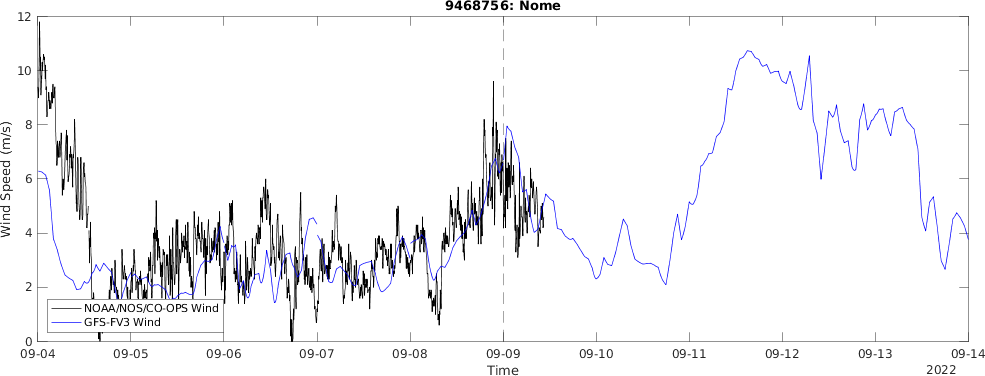 9468756: Nome
Wind Speed (m/s)
12
10
8
6
4
2
0
NOAA/NOS/CO-OPS Wind
GFS-FV3 Wind
09-04 09-05 09-06 09-07 09-08 09-09 09-10 09-11 09-12 09-13 09-14
Time
2022